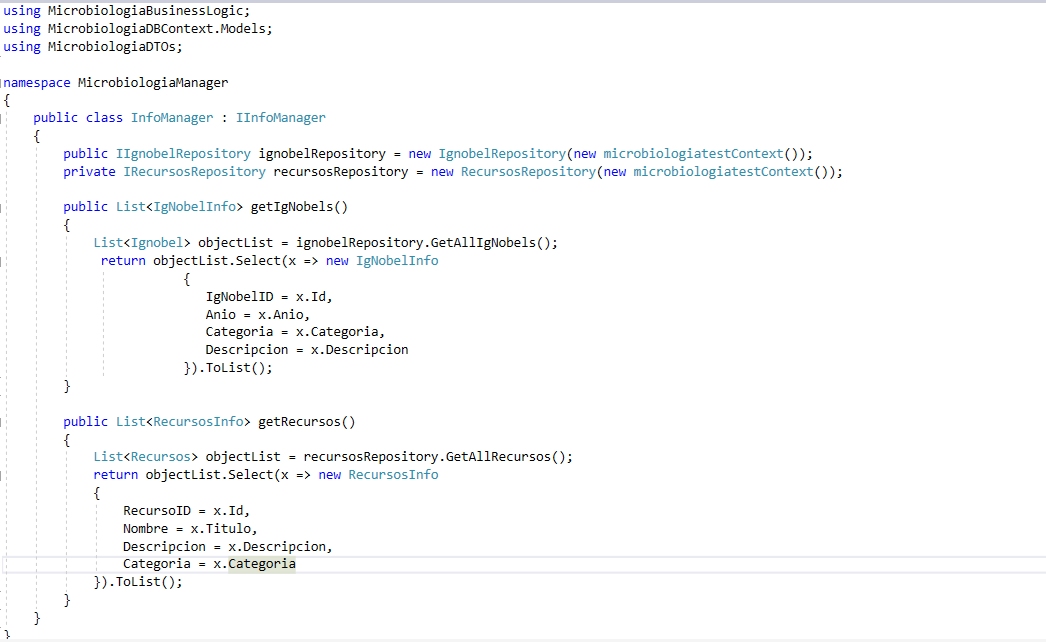 using MicrobiologiaBusinessLogic;
using MicrobiologiaDBContext.Models;
using MicrobiologiaDTOs;
namespace MicrobiologiaManager
{
public class InfoManager : IInfoManager
{
public IIgnobelRepository ignobelRepository = new IgnobelRepository(new microbiologiatestContext());
private IRecursosRepository recursosRepository = new RecursosRepository(new microbiologiatestContext());
public List<IgNobelInfo> getIgNobels()
{
List<Ignobel> objectList = ignobelRepository.GetAllIgNobels();
return objectList.Select(x => new IgNobelInfo
{
IgNobelID = x.Id,
Anio = x.Anio,
Categoria = x.Categoria,
Descripcion = x.Descripcion
}).ToList();
}
public List<RecursosInfo> getRecursos()
{
List<Recursos> objectList = recursosRepository.GetAllRecursos();
return objectList.Select(x => new RecursosInfo
{
RecursoID = x.Id,
Nombre = x.Titulo,
Descripcion = x.Descripcion,
Categoria = x.Categoria
}).ToList();
}
}
}